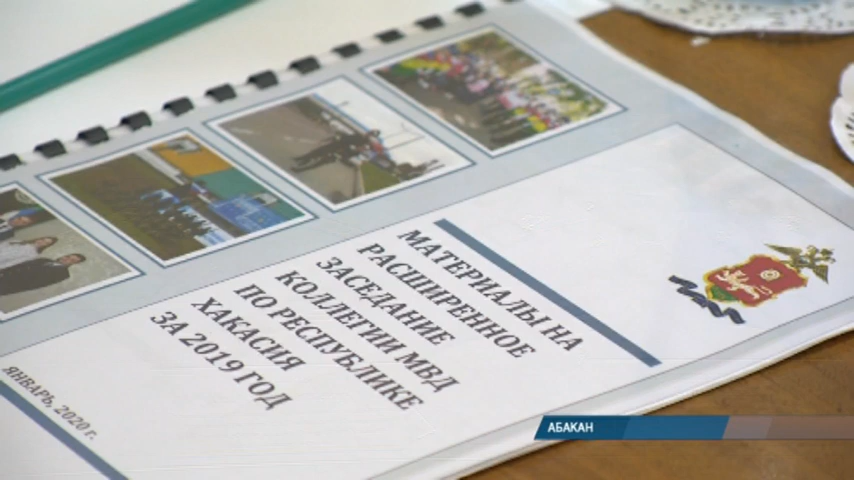 МАТЕРИАЛЫ НА
РАСШИРЕННОЕ
ЗАСЕДАНИЕ
КОЛЛЕГИИ МВД
ПО РЕСПУБЛИКЕ
ХАКАСИЯ
ЗА 2019 ГОД
ЯНВАРЬ, 2020 г.
АБАКАН